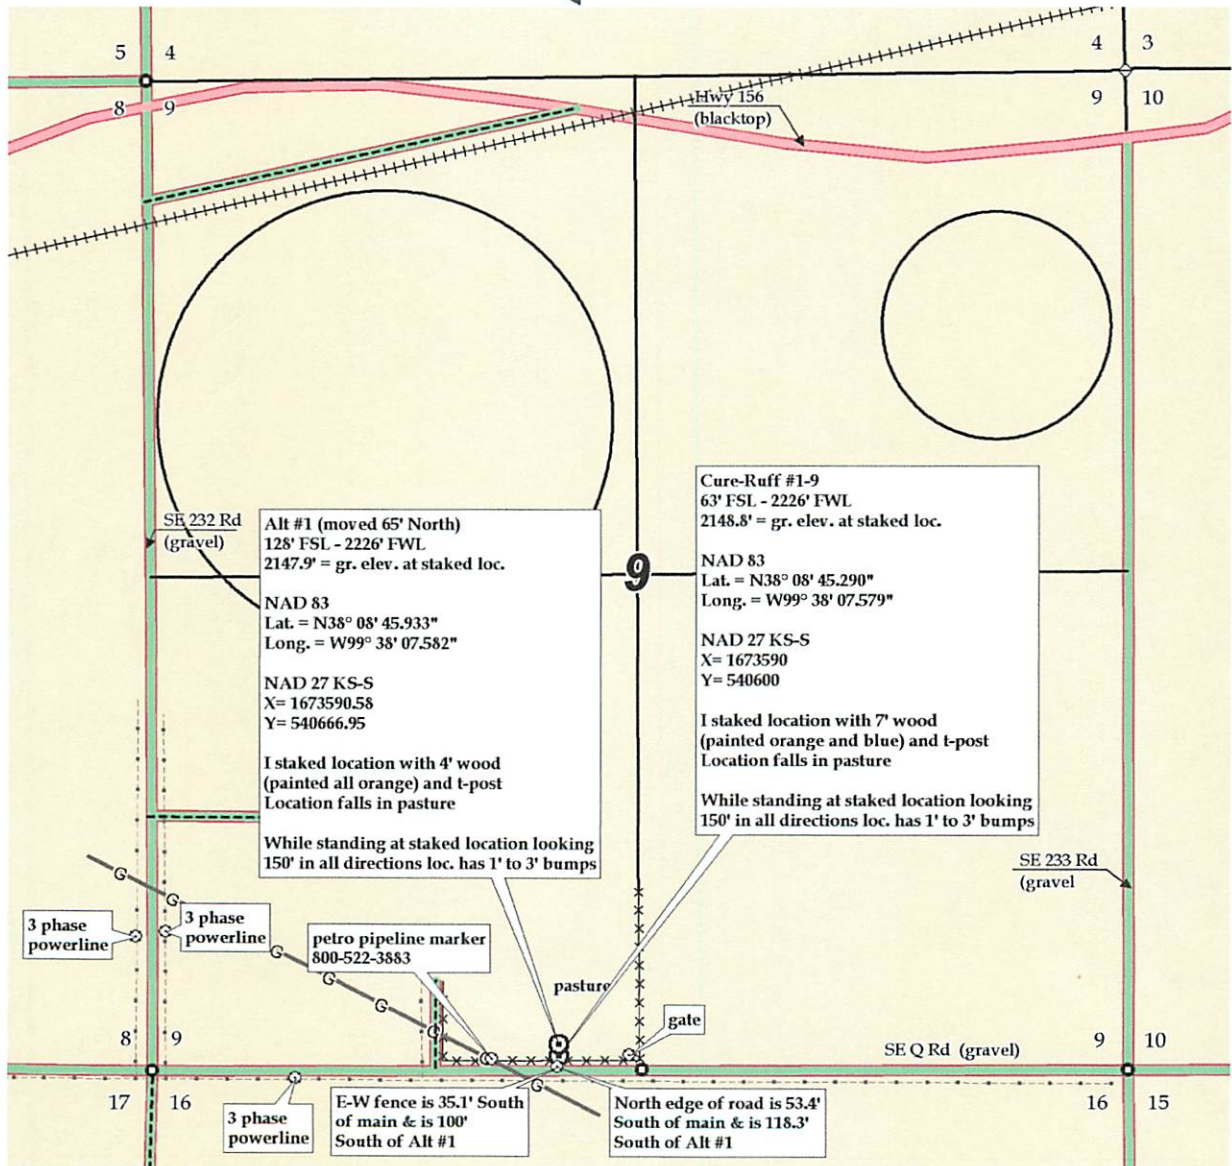 5 4
4 3
8 9
9 10
Hwy 156
(blacktop)
SE 232 Rd
(gravel)
Alt #1 (moved 65' North)
128' FSL - 2226' FWL
2147.9' = gr. elev. at staked loc.
NAD 83
Lat. = N38° 08' 45.933"
Long. = W99° 38' 07.582"
NAD 27 KS-S
X= 1673590.58
Y= 540666.95
I staked location with 4' wood
(painted all orange) and t-post
Location falls in pasture
While standing at staked location looking
150' in all directions loc. has 1' to 3' bumps
9
Cure-Ruff #1-9
63' FSL - 2226' FWL
2148.8' = gr. elev. at staked loc.
NAD 83
Lat. = N38° 08' 45.290"
Long. = W99° 38' 07.579"
NAD 27 KS-S
X= 1673590
Y= 540600
I staked location with 7' wood
(painted orange and blue) and t-post
Location falls in pasture
While standing at staked location looking
150' in all directions loc. has 1' to 3' bumps
SE 233 Rd
(gravel
G
G
3 phase
powerline
3 phase
powerline
G
G
G
G
petro pipeline marker
800-522-3883
pasture
gate
8 9
9 10
SE Q Rd (gravel)
G
17 16
16 15
3 phase
powerline
E-W fence is 35.1' South
of main & is 100'
South of Alt #1
North edge of road is 53.4'
South of main & is 118.3'
South of Alt #1